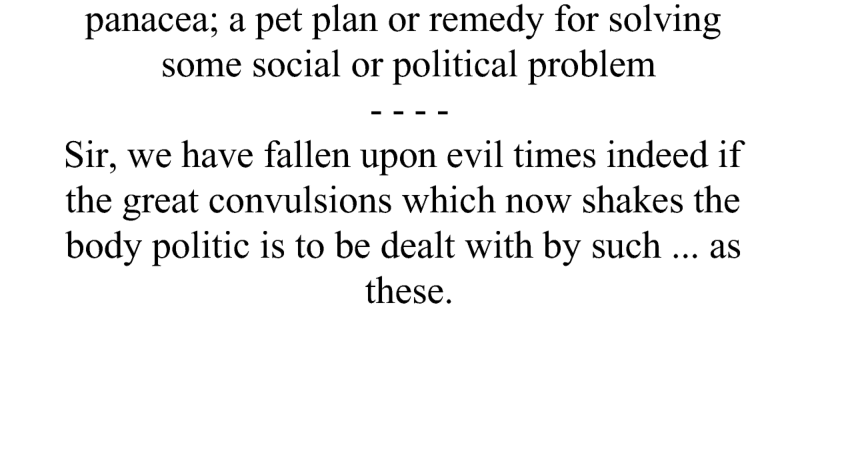 panacea; a pet plan or remedy for solving
some social or political problem
- - - -
Sir, we have fallen upon evil times indeed if
the great convulsions which now shakes the
body politic is to be dealt with by such ... as
these.